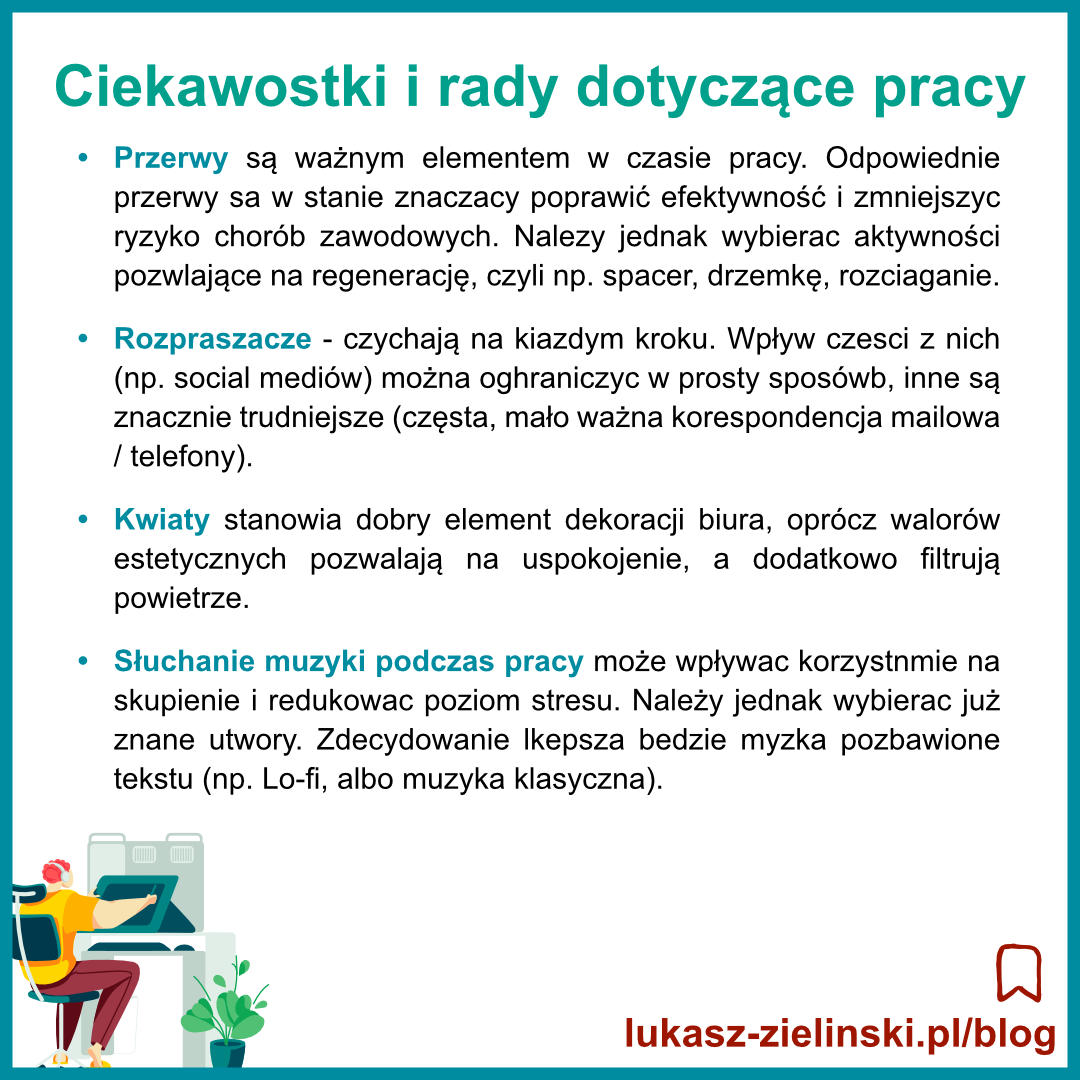 Ciekawostki i rady dotyczące pracy
• Przerwy są ważnym elementem w czasie pracy. Odpowiednie
przerwy sa w stanie znaczacy poprawić efektywność i zmniejszyc
ryzyko chorób zawodowych. Nalezy jednak wybierac aktywności
pozwlające na regenerację, czyli np. spacer, drzemkę, rozciaganie.
• Rozpraszacze - czychają na kiazdym kroku. Wpływ czesci z nich
(np. social mediów) można oghraniczyc w prosty sposówb, inne są
znacznie trudniejsze (częsta, mało ważna korespondencja mailowa
/ telefony).
• Kwiaty stanowia dobry element dekoracji biura, oprócz walorów
estetycznych pozwalają na uspokojenie, a dodatkowo filtrują
powietrze.
• Słuchanie muzyki podczas pracy może wpływac korzystnmie na
skupienie i redukowac poziom stresu. Należy jednak wybierac już
znane utwory. Zdecydowanie lkepsza bedzie myzka pozbawione
tekstu (np. Lo-fi, albo muzyka klasyczna).
lukasz-zielinski.pl/blog